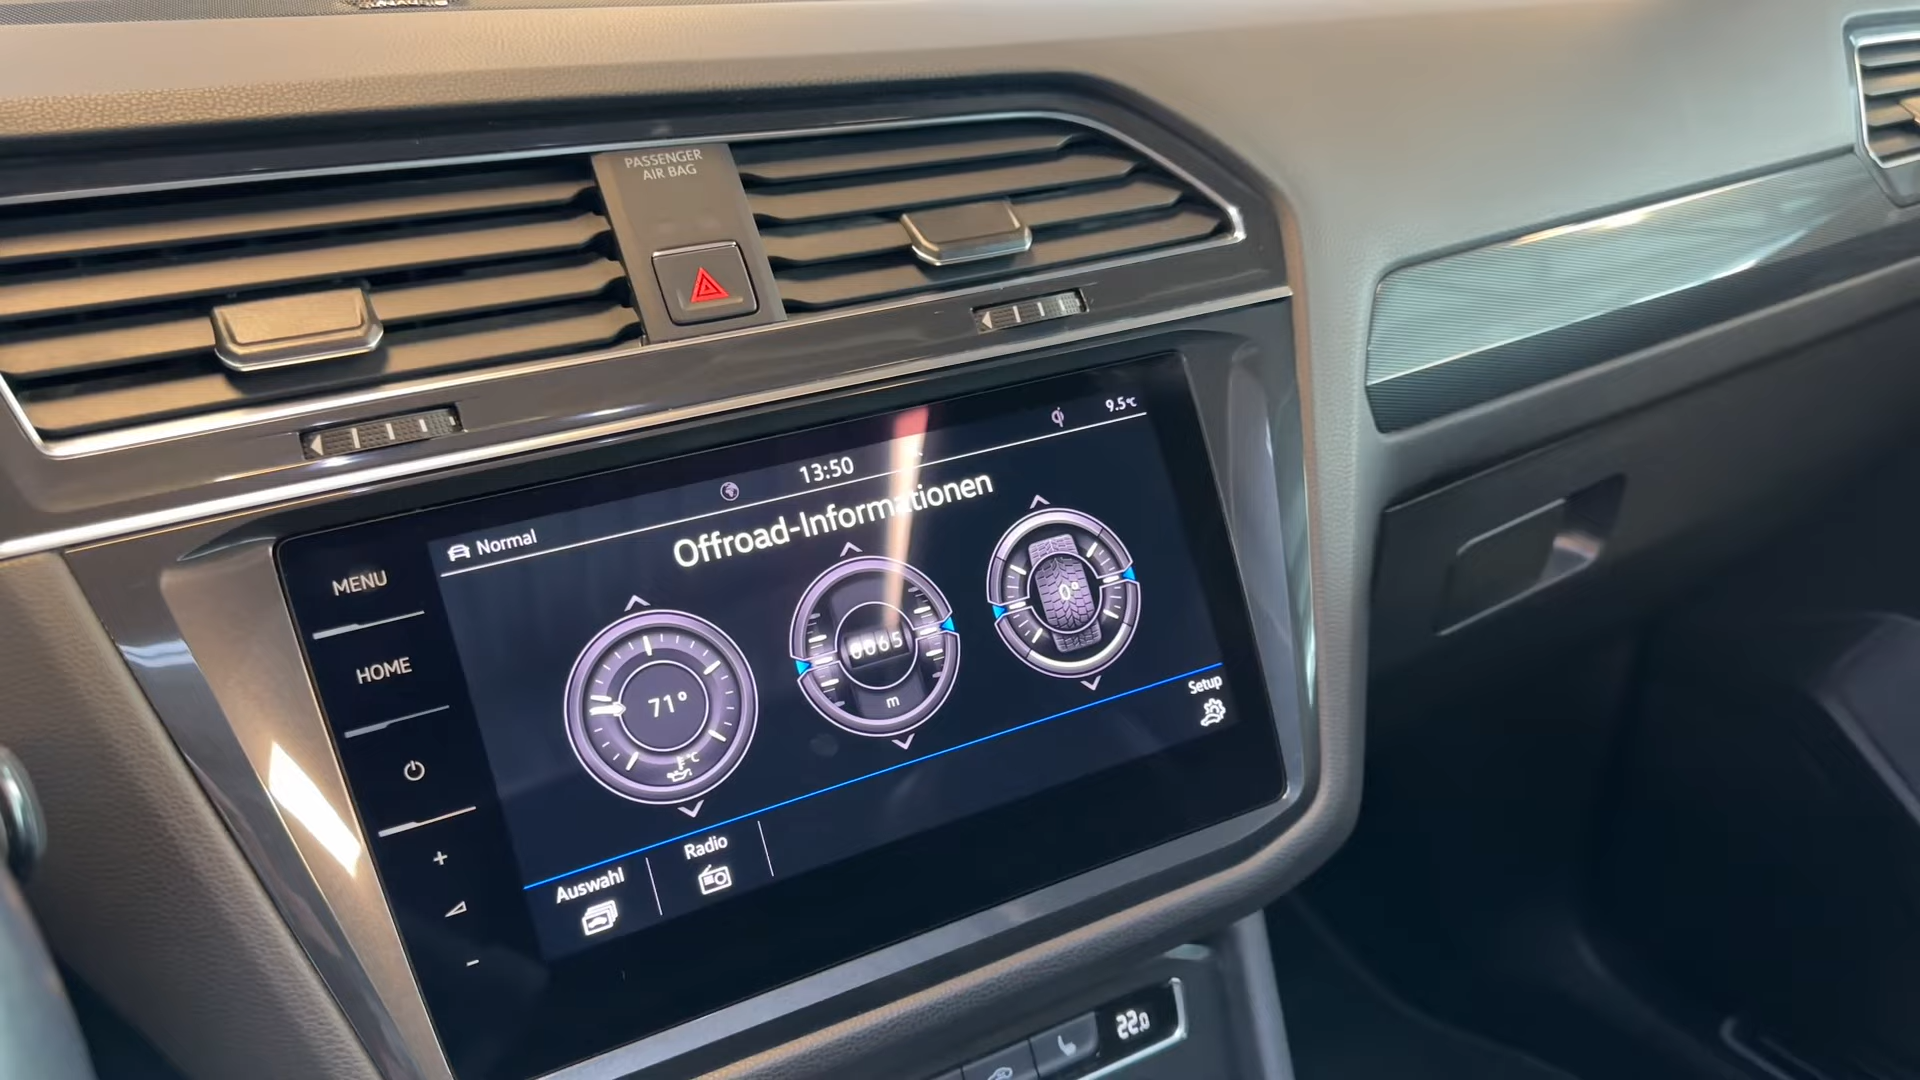 PASSENGER
AIR BAG
MENU
HOME
+
-
Normal
13:50
9.5°C
Offroad-Informationen
71°
°C
0065
m
0°
Setup
Auswahl
Radio
22.0